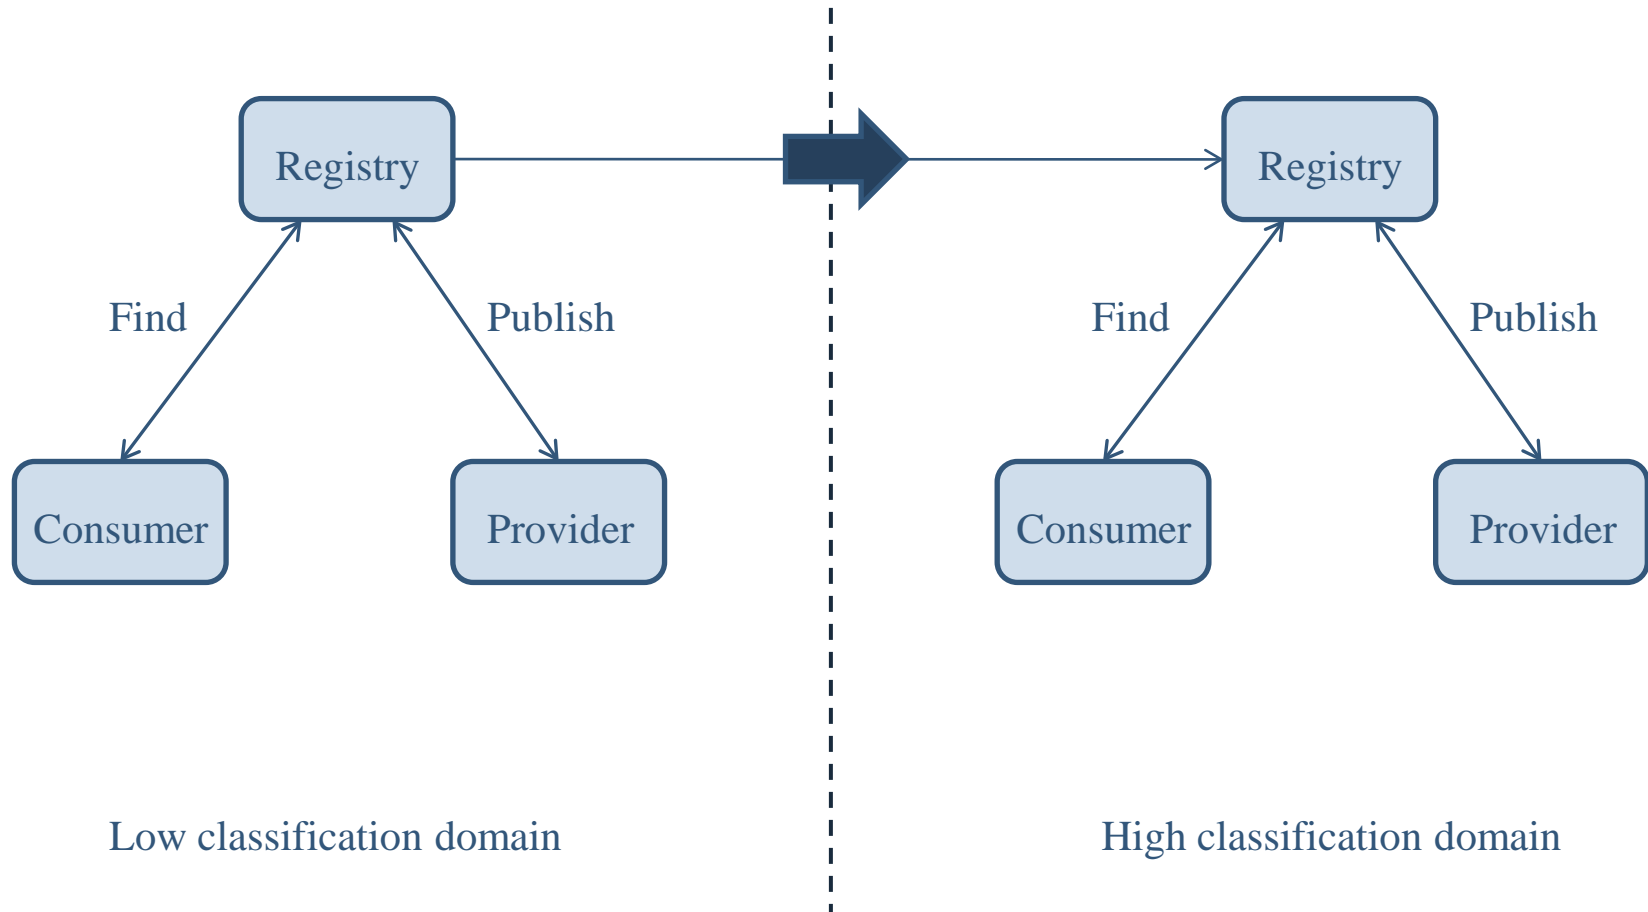 Registry
Registry
Find
Publish
Find
Publish
Consumer
Provider
Consumer
Provider
Low classification domain
High classification domain